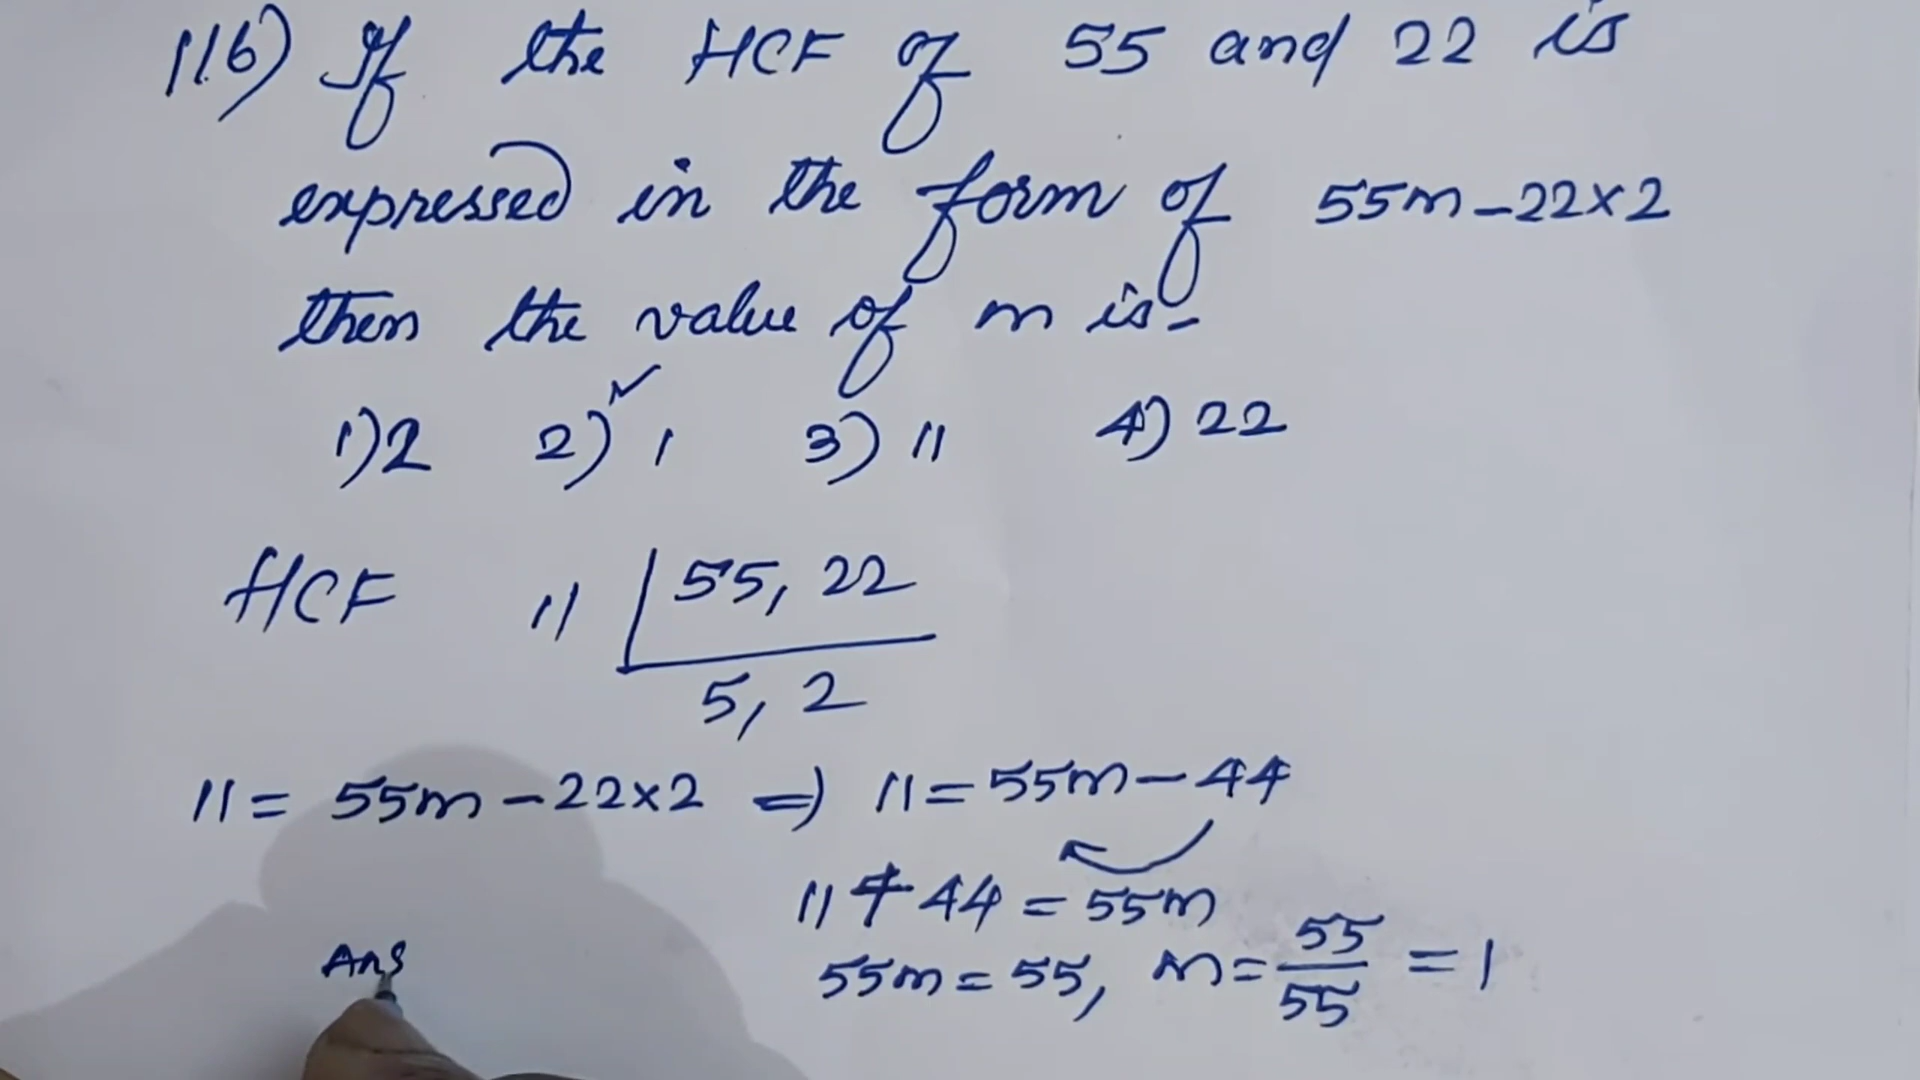 116) If the HCF of 55 and 22 is
expressed in the form of 55m-22×2
then the value of m is-
1) 2 2) ✓ 1 3) 11 4) 22
HCF 11 | 55, 22
5, 2
11 = 55m - 22×2 => 11 = 55m - 44
11 + 44 = 55m
55m = 55, m = 55/55 = 1
Ans